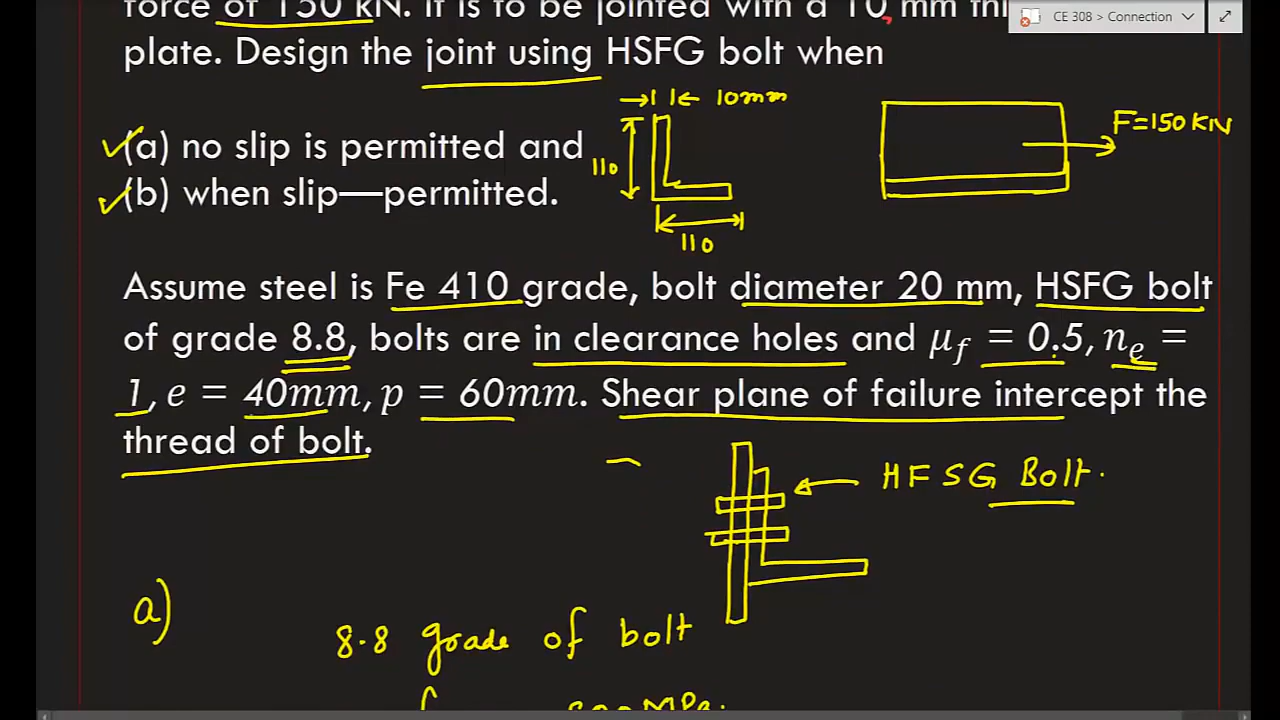 force of 150 kN. It is to be jointed with a 10 mm
CE 308 > Connection
plate. Design the joint using HSFG bolt when
10mm
F=150KN
(a) no slip is permitted and
110
(b) when slip—permitted.
110
Assume steel is Fe 410 grade, bolt diameter 20 mm, HSFG bolt
of grade 8.8, bolts are in clearance holes and μf = 0.5, ne =
1, e = 40mm, p = 60mm. Shear plane of failure intercept the
thread of bolt.
HFSG Bolt.
a)
8.8 grade of bolt